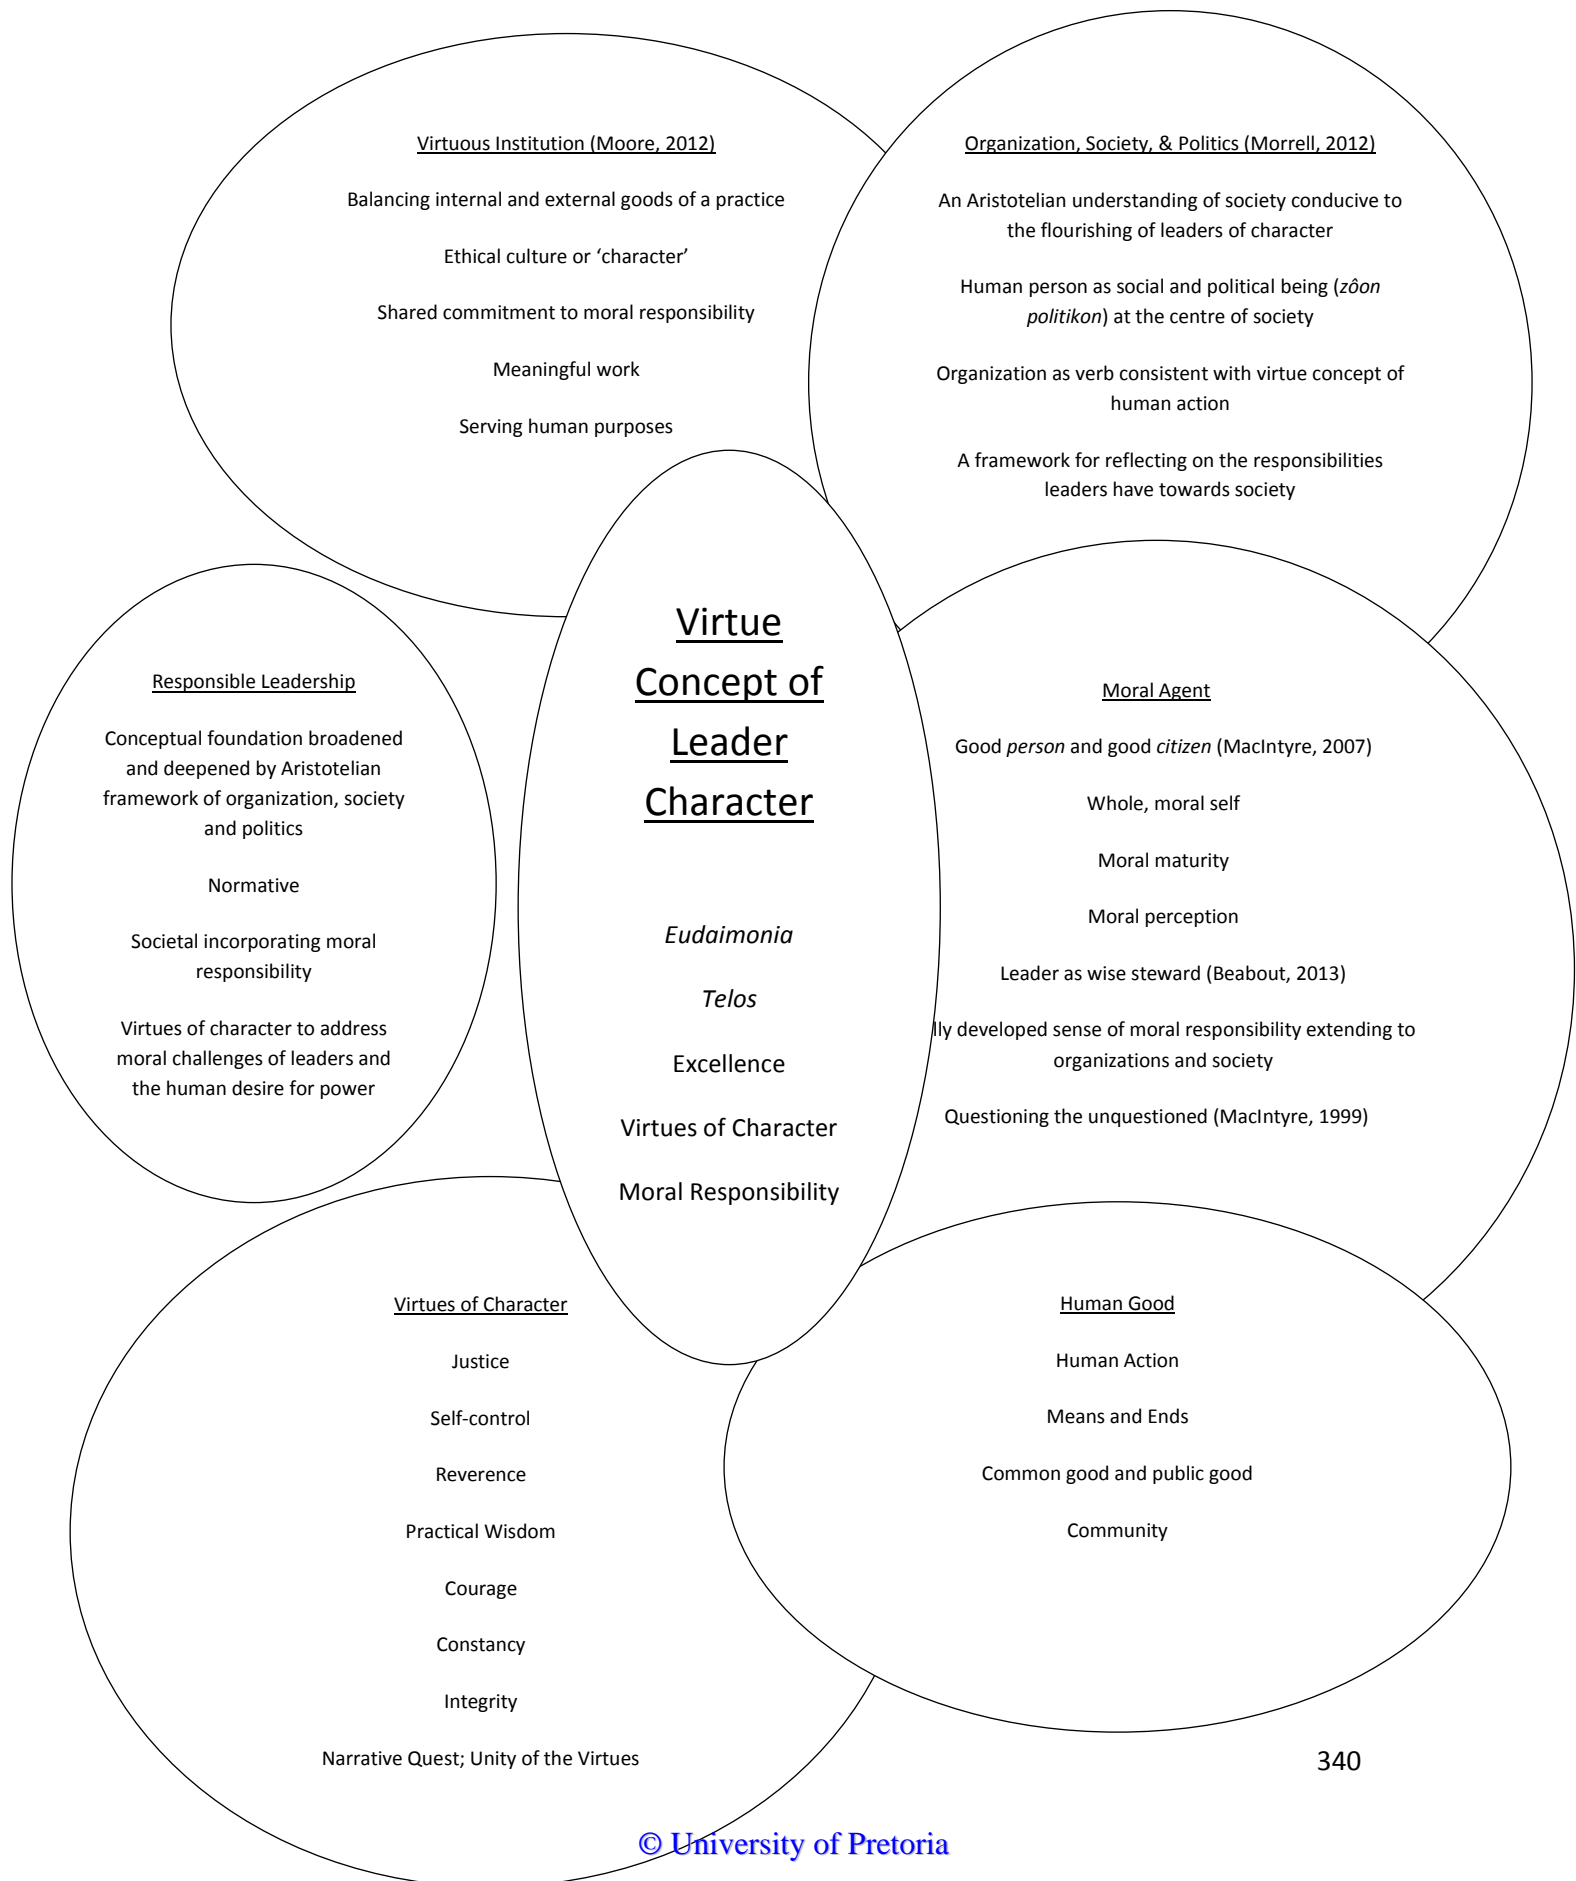 Virtuous Institution (Moore, 2012)
Balancing internal and external goods of a practice
Ethical culture or ‘character’
Shared commitment to moral responsibility
Meaningful work
Serving human purposes
Organization, Society, & Politics (Morrell, 2012)
An Aristotelian understanding of society conducive to
the flourishing of leaders of character
Human person as social and political being (zôon
politikon) at the centre of society
Organization as verb consistent with virtue concept of
human action
A framework for reflecting on the responsibilities
leaders have towards society
Virtue
Concept of
Leader
Character
Eudaimonia
Telos
Excellence
Virtues of Character
Moral Responsibility
Responsible Leadership
Conceptual foundation broadened
and deepened by Aristotelian
framework of organization, society
and politics
Normative
Societal incorporating moral
responsibility
Virtues of character to address
moral challenges of leaders and
the human desire for power
Moral Agent
Good person and good citizen (MacIntyre, 2007)
Whole, moral self
Moral maturity
Moral perception
Leader as wise steward (Beabout, 2013)
lly developed sense of moral responsibility extending to
organizations and society
Questioning the unquestioned (MacIntyre, 1999)
Virtues of Character
Justice
Self-control
Reverence
Practical Wisdom
Courage
Constancy
Integrity
Narrative Quest; Unity of the Virtues
Human Good
Human Action
Means and Ends
Common good and public good
Community
340
© University of Pretoria